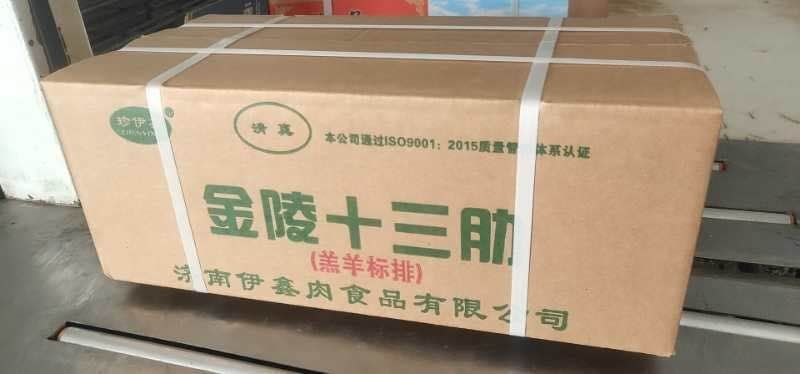 珍伊
清真
本公司通过ISO9001：2015质量管 体系认证
金陵十三肋
(羔羊标排)
济南伊鑫肉食品有限公司